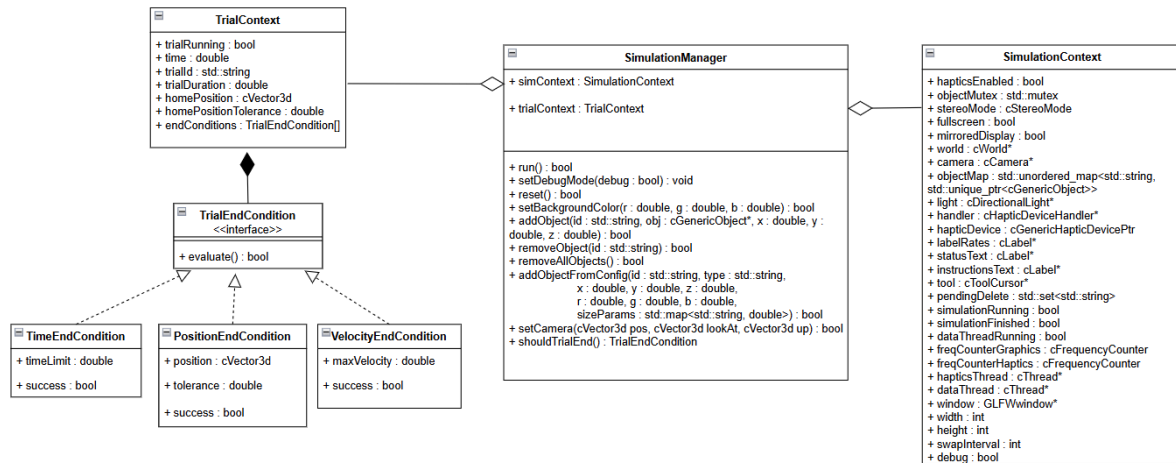 TrialContext
+ trialRunning : bool
+ time : double
+ trialId : std::string
+ trialDuration : double
+ homePosition : cVector3d
+ homePositionTolerance : double
+ endConditions : TrialEndCondition[]
TrialEndCondition
<<interface>>
+ evaluate() : bool
TimeEndCondition
+ timeLimit : double
+ success : bool
PositionEndCondition
+ position : cVector3d
+ tolerance : double
+ success : bool
VelocityEndCondition
+ maxVelocity : double
+ success : bool
SimulationManager
+ simContext : SimulationContext
+ trialContext : TrialContext
+ run() : bool
+ setDebugMode(debug : bool) : void
+ reset() : bool
+ setBackgroundColor(r : double, g : double, b : double) : bool
+ addObject(id : std::string, obj : cGenericObject*, x : double, y :
double, z : double) : bool
+ removeObject(id : std::string) : bool
+ removeAllObjects() : bool
+ addObjectFromConfig(id : std::string, type : std::string,
x : double, y : double, z : double,
r : double, g : double, b : double,
sizeParams : std::map<std::string, double>) : bool
+ setCamera(cVector3d pos, cVector3d lookAt, cVector3d up) : bool
+ shouldTrialEnd() : TrialEndCondition
SimulationContext
+ hapticsEnabled : bool
+ objectMutex : std::mutex
+ stereoMode : cStereoMode
+ fullscreen : bool
+ mirroredDisplay : bool
+ world : cWorld*
+ camera : cCamera*
+ objectMap : std::unordered_map<std::string,
std::unique_ptr<cGenericObject>>
+ light : cDirectionalLight*
+ handler : cHapticDeviceHandler*
+ hapticDevice : cGenericHapticDevicePtr
+ labelRates : cLabel*
+ statusText : cLabel*
+ instructionsText : cLabel*
+ tool : cToolCursor*
+ pendingDelete : std::set<std::string>
+ simulationRunning : bool
+ simulationFinished : bool
+ dataThreadRunning : bool
+ freqCounterGraphics : cFrequencyCounter
+ freqCounterHaptics : cFrequencyCounter
+ hapticsThread : cThread*
+ dataThread : cThread*
+ window : GLFWwindow*
+ width : int
+ height : int
+ swapInterval : int
+ debug : bool